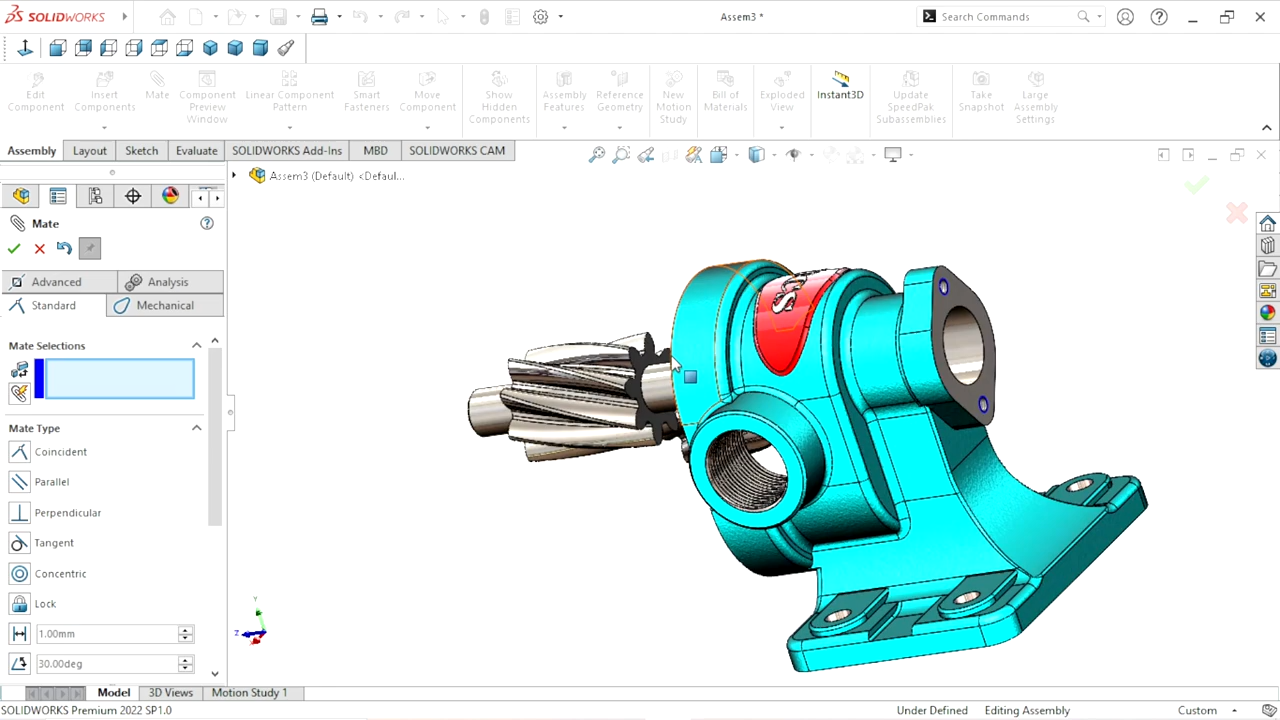 SOLIDWORKS
Assem3 *
Search Commands
Edit Component
Insert Components
Mate
Component Preview Window
Linear Component Pattern
Smart Fasteners
Move Component
Show Hidden Components
Assembly Features
Reference Geometry
New Motion Study
Bill of Materials
Exploded View
Instant3D
Update SpeedPak Subassemblies
Take Snapshot
Large Assembly Settings
Assembly
Layout
Sketch
Evaluate
SOLIDWORKS Add-Ins
MBD
SOLIDWORKS CAM
Assem3 (Default) <Defaul...
Mate
Advanced
Analysis
Standard
Mechanical
Mate Selections
Mate Type
Coincident
Parallel
Perpendicular
Tangent
Concentric
Lock
1.00mm
30.00deg
Y
Z
Model
3D Views
Motion Study 1
SOLIDWORKS Premium 2022 SP1.0
Under Defined
Editing Assembly
Custom